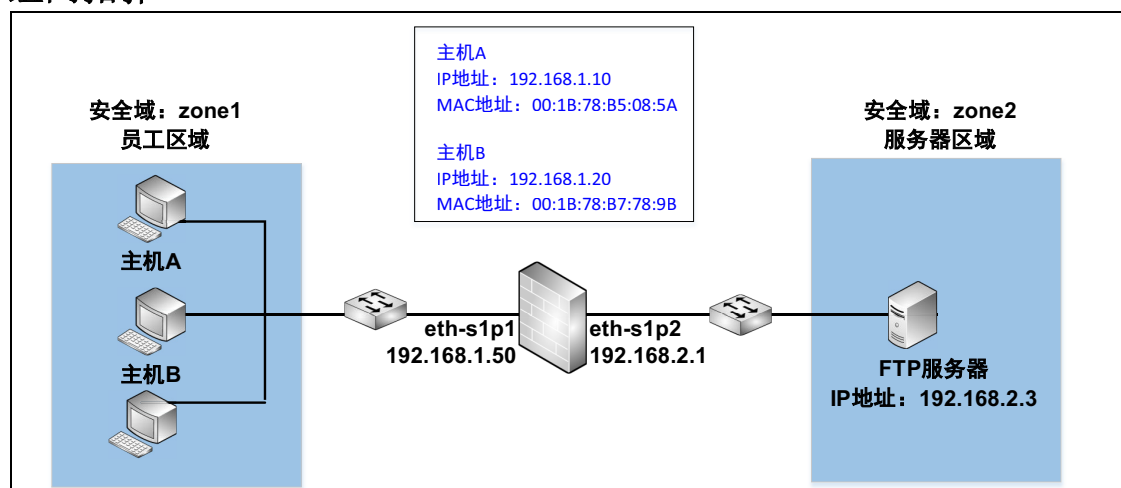 主机A
IP地址：192.168.1.10
MAC地址：00:1B:78:B5:08:5A
主机B
IP地址：192.168.1.20
MAC地址：00:1B:78:B7:78:9B
安全域：zone1
员工区域
安全域：zone2
服务器区域
主机A
主机B
eth-s1p1
192.168.1.50
eth-s1p2
192.168.2.1
FTP服务器
IP地址：192.168.2.3